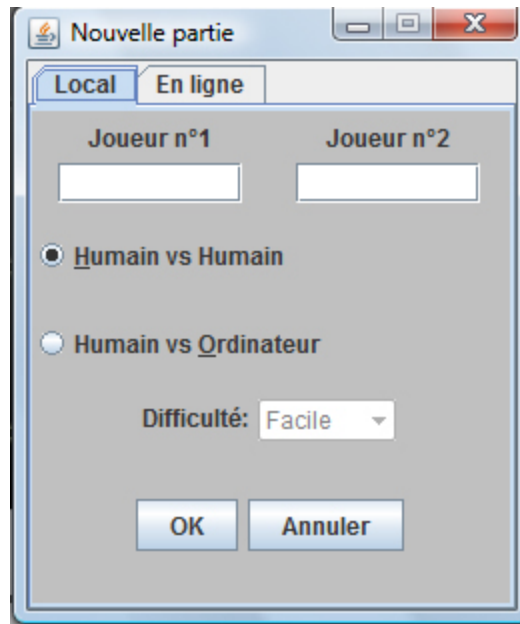 Nouvelle partie
Local En ligne
Joueur n°1 Joueur n°2
Humain vs Humain
Humain vs Ordinateur
Difficulté: Facile
OK Annuler